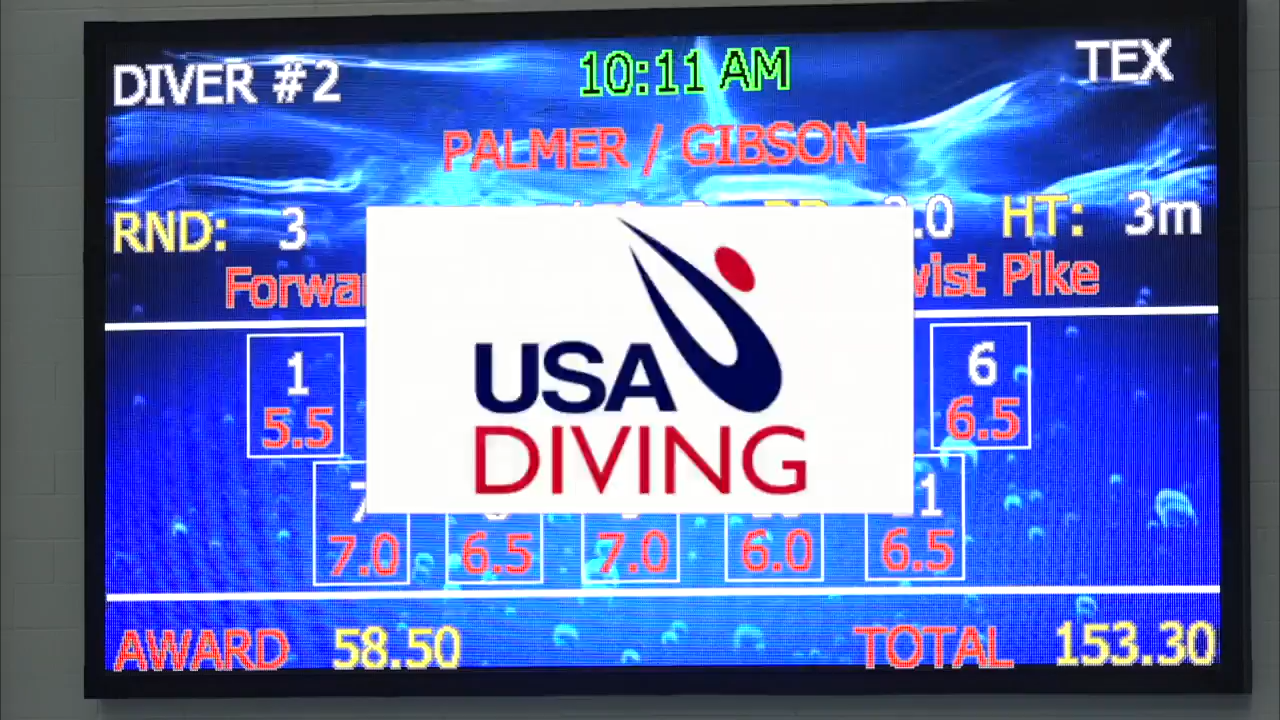 DIVER #2 10:11 AM TEX
PALMER / GIBSON
RND: 3 .0 HT: 3m
Forwa Pike
USA
DIVING
1 6
5.5 6.5
7.0 6.5 7.0 6.0 6.5
AWARD 58.50 TOTAL 153.30